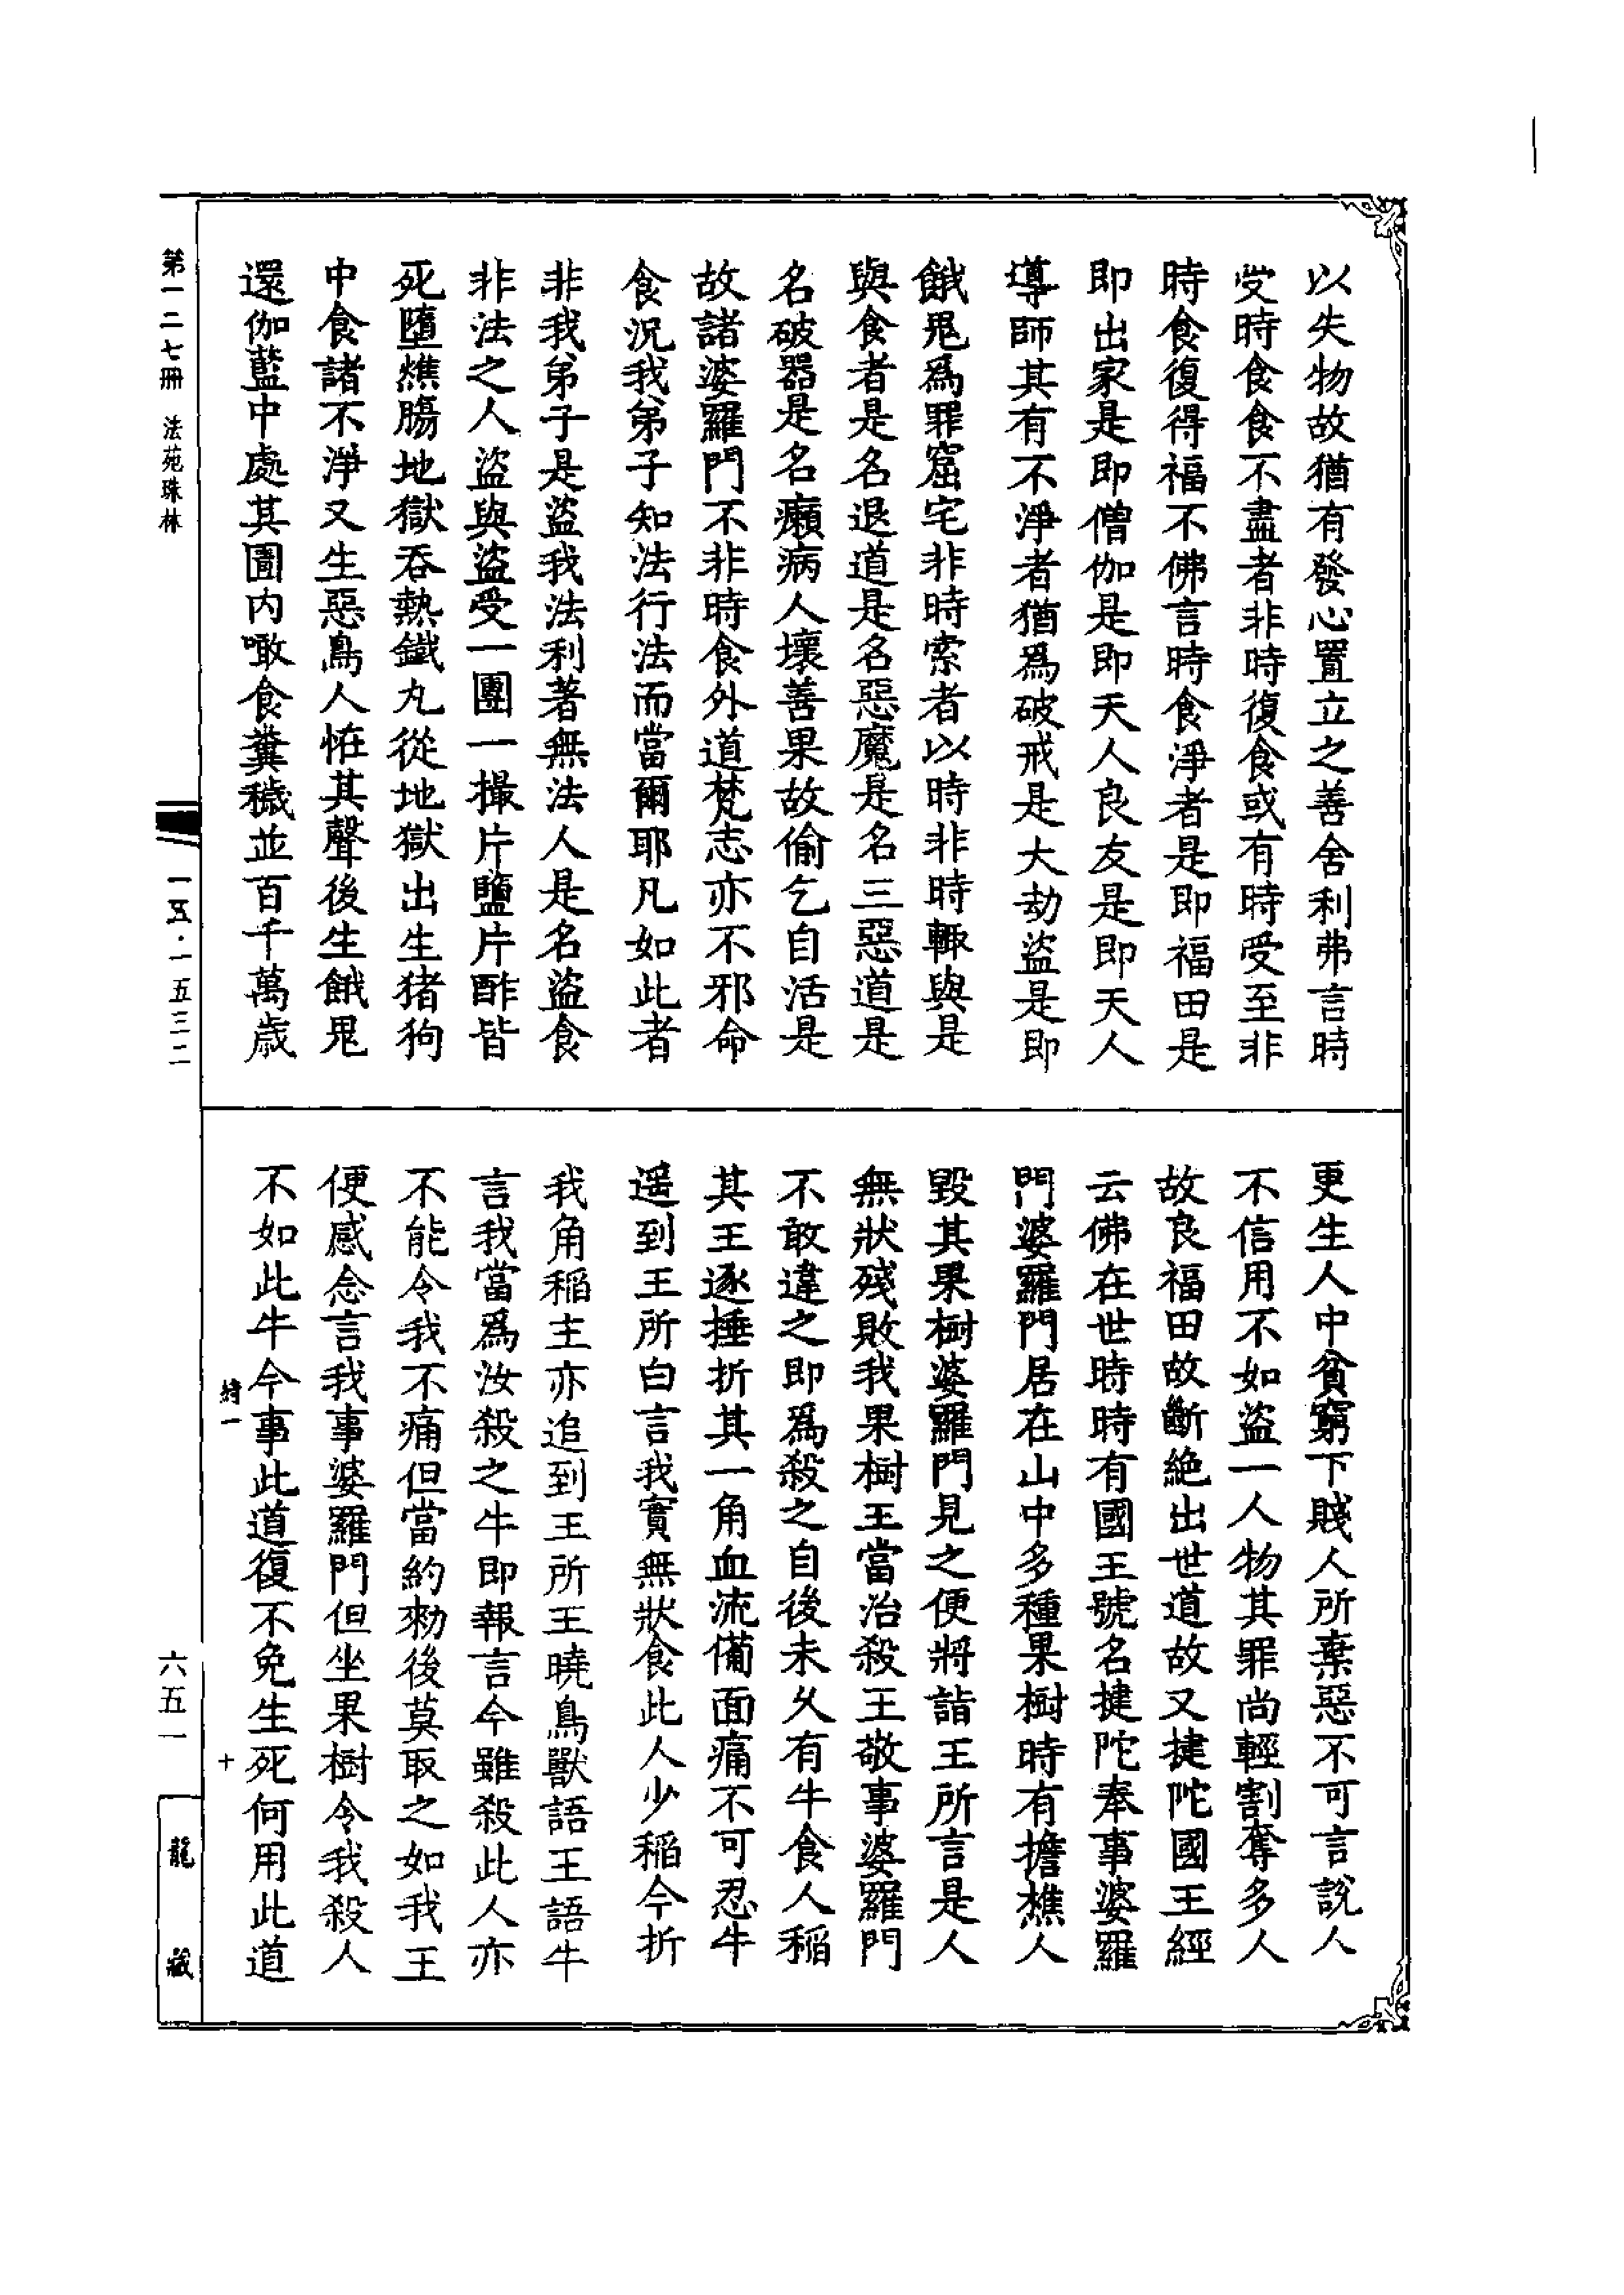 以失物故猶有發心置立之善舍利弗言時
受時食食不盡者非時復食或有時受至非
時食復得福不佛言時食淨者是即福田是
即出家是即僧伽是即天人良友是即天人
導師其有不淨者猶爲破戒是大劫盜是即
餓鬼爲罪窟宅非時索者以時非時輙與是
與食者是名退道是名惡魔是名三惡道是
名破器是名癩病人壞善果故偷乞自活是
故諸婆羅門不非時食外道梵志亦不邪命
食況我弟子知法行法而當爾耶凡如此者
非我弟子是盜我法利著無法人是名盜食
非法之人盜與盜受一團一撮片鹽片酢皆
死墮燋腸地獄吞熱鐵丸從地獄出生猪狗
中食諸不淨又生惡鳥人恠其聲後生餓鬼
還伽藍中處其圊內噉食糞穢並百千萬歲
更生人中貧窮下賤人所棄惡不可言說人
不信用不如盜一人物其罪尚輕割奪多人
故良福田故斷絶出世道故又揵陀國王經
云佛在世時時有國王號名揵陀奉事婆羅
門婆羅門居在山中多種果樹時有擔樵人
毀其果樹婆羅門見之便將詣王所言是人
無狀殘敗我果樹王當治殺王敬事婆羅門
不敢違之即爲殺之自後未久有牛食人稻
其王逐捶折其一角血流備面痛不可忍牛
遥到王所白言我實無狀食此人少稻今折
我角稻主亦追到王所王曉鳥獸語王語牛
言我當爲汝殺之牛即報言今雖殺此人亦
不能令我不痛但當約勑後莫取之如我王
便感念言我事婆羅門但坐果樹令我殺人
不如此牛今事此道復不免生死何用此道
第一二七冊 法苑珠林
一五·一五三二
六五一
龍藏
十